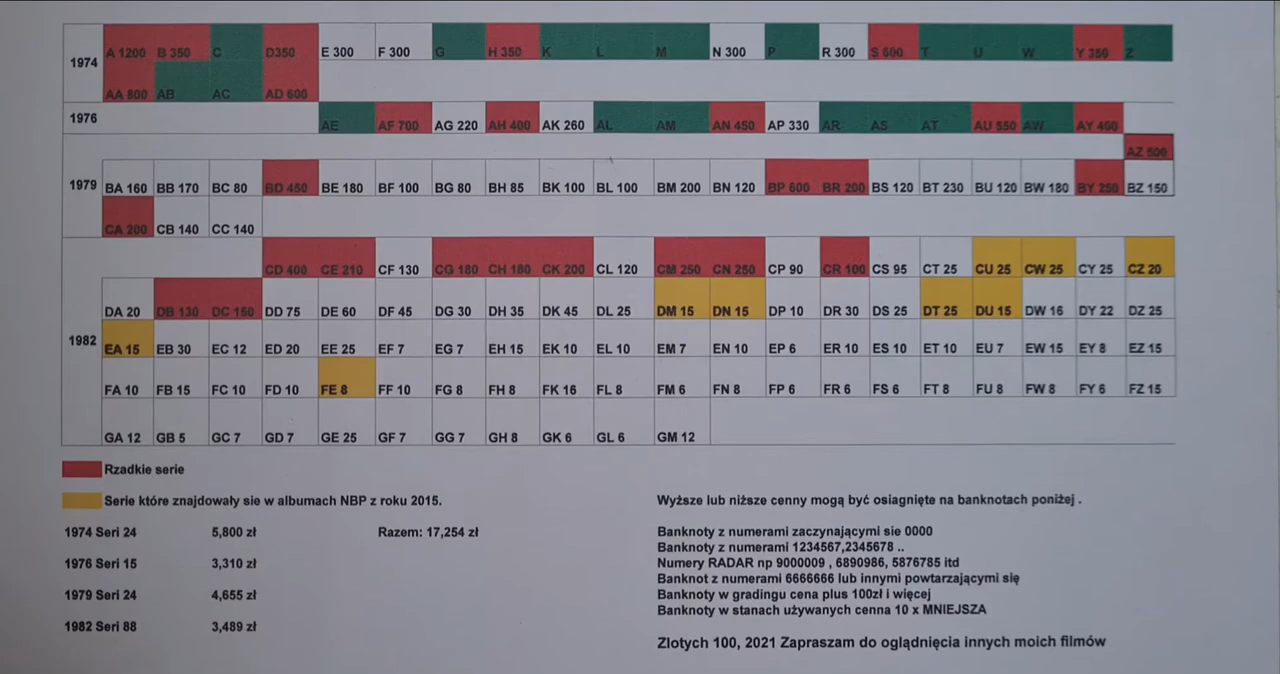 A 1200 B 350 C D350 E 300 F 300 G H 350 K L M N 300 P R 300 S 600 T U W Y 350 Z
1974
AA 800 AB AC AD 600
1976 AE AF 700 AG 220 AH 400 AK 260 AL AM AN 450 AP 330 AR AS AT AU 550 AW AY 400
AZ 500
1979 BA 160 BB 170 BC 80 BD 450 BE 180 BF 100 BG 80 BH 85 BK 100 BL 100 BM 200 BN 120 BP 600 BR 200 BS 120 BT 230 BU 120 BW 180 BY 250 BZ 150
CA 200 CB 140 CC 140
CD 400 CE 210 CF 130 CG 180 CH 180 CK 200 CL 120 CM 250 CN 250 CP 90 CR 100 CS 95 CT 25 CU 25 CW 25 CY 25 CZ 20
DA 20 DB 130 DC 150 DD 75 DE 60 DF 45 DG 30 DH 35 DK 45 DL 25 DM 15 DN 15 DP 10 DR 30 DS 25 DT 25 DU 15 DW 16 DY 22 DZ 25
1982
EA 15 EB 30 EC 12 ED 20 EE 25 EF 7 EG 7 EH 15 EK 10 EL 10 EM 7 EN 10 EP 6 ER 10 ES 10 ET 10 EU 7 EW 15 EY 8 EZ 15
FA 10 FB 15 FC 10 FD 10 FE 8 FF 10 FG 8 FH 8 FK 16 FL 8 FM 6 FN 8 FP 6 FR 6 FS 6 FT 8 FU 8 FW 8 FY 6 FZ 15
GA 12 GB 5 GC 7 GD 7 GE 25 GF 7 GG 7 GH 8 GK 6 GL 6 GM 12
Rzadkie serie
Serie które znajdowały sie w albumach NBP z roku 2015.
1974 Seri 24 5,800 zł Razem: 17,254 zł
1976 Seri 15 3,310 zł
1979 Seri 24 4,655 zł
1982 Seri 88 3,489 zł
Wyższe lub niższe cenny mogą być osiagnięte na banknotach poniżej .
Banknoty z numerami zaczynającymi sie 0000
Banknoty z numerami 1234567,2345678 ..
Numery RADAR np 9000009 , 6890986, 5876785 itd
Banknot z numerami 6666666 lub innymi powtarzającymi się
Banknoty w gradingu cena plus 100zł i więcej
Banknoty w stanach używanych cenna 10 x MNIEJSZA
Zlotych 100, 2021 Zapraszam do oglądnięcia innych moich filmów